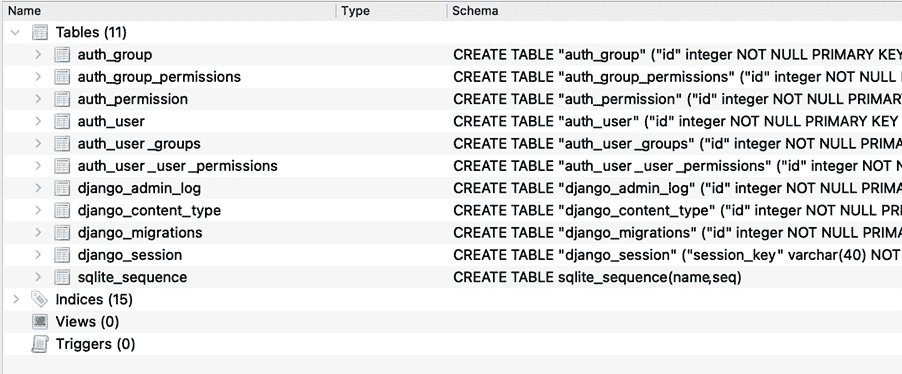 Name Type Schema
Tables (11)
auth_group CREATE TABLE "auth_group" ("id" integer NOT NULL PRIMARY KEY
auth_group_permissions CREATE TABLE "auth_group_permissions" ("id" integer NOT NULL
auth_permission CREATE TABLE "auth_permission" ("id" integer NOT NULL PRIMAR
auth_user CREATE TABLE "auth_user" ("id" integer NOT NULL PRIMARY KEY
auth_user_groups CREATE TABLE "auth_user_groups" ("id" integer NOT NULL PRIMA
auth_user_user_permissions CREATE TABLE "auth_user_user_permissions" ("id" integer NOT N
django_admin_log CREATE TABLE "django_admin_log" ("id" integer NOT NULL PRIMA
django_content_type CREATE TABLE "django_content_type" ("id" integer NOT NULL PRI
django_migrations CREATE TABLE "django_migrations" ("id" integer NOT NULL PRIMA
django_session CREATE TABLE "django_session" ("session_key" varchar(40) NOT
sqlite_sequence CREATE TABLE sqlite_sequence(name,seq)
Indices (15)
Views (0)
Triggers (0)